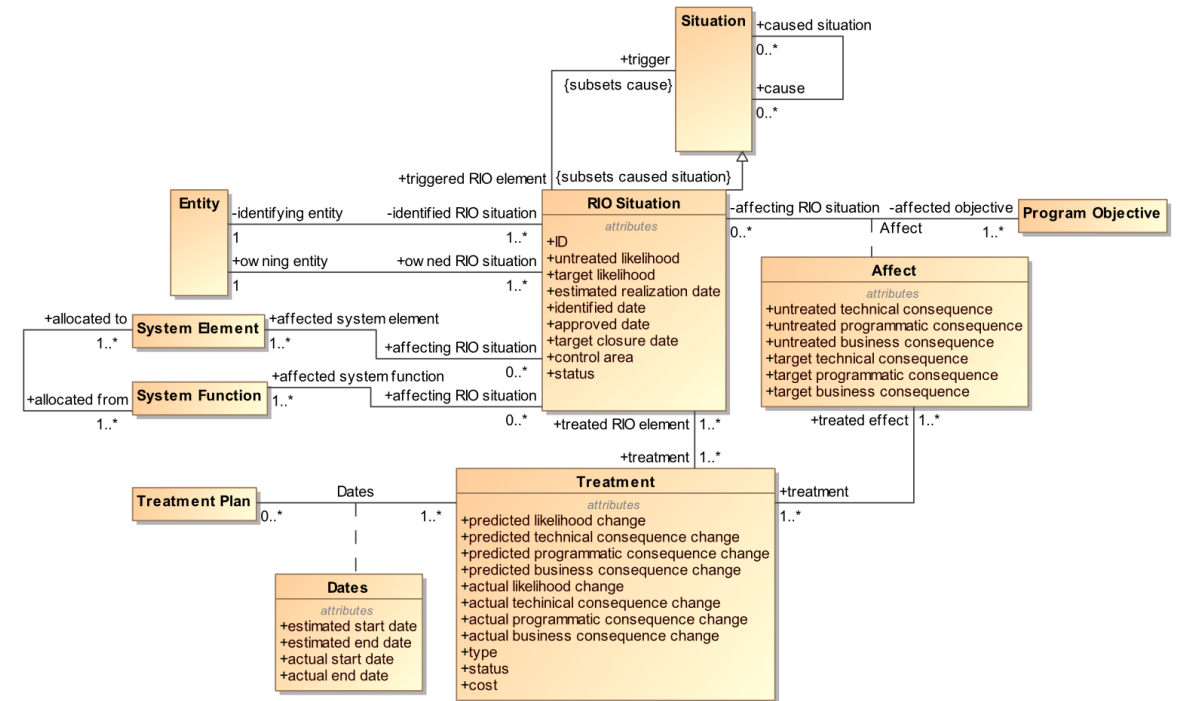 Situation
+caused situation
0..*
+cause
0..*
+trigger
{subsets cause}
+triggered RIO element
{subsets caused situation}
Entity
-identifying entity
1
-identified RIO situation
1..*
+owning entity
1
+owned RIO situation
1..*
RIO Situation
attributes
+ID
+untreated likelihood
+target likelihood
+estimated realization date
+identified date
+approved date
+target closure date
+control area
+status
-affecting RIO situation
0..*
-affected objective
1..*
Affect
Program Objective
Affect
attributes
+untreated technical consequence
+untreated programmatic consequence
+untreated business consequence
+target technical consequence
+target programmatic consequence
+target business consequence
+allocated to
1..*
System Element
+affected system element
1..*
+affecting RIO situation
0..*
+allocated from
1..*
System Function
+affected system function
1..*
+affecting RIO situation
0..*
+treated RIO element
1..*
+treatment
1..*
+treated effect
1..*
+treatment
1..*
Treatment Plan
0..*
Dates
1..*
Treatment
attributes
+predicted likelihood change
+predicted technical consequence change
+predicted programmatic consequence change
+predicted business consequence change
+actual likelihood change
+actual techinical consequence change
+actual programmatic consequence change
+actual business consequence change
+type
+status
+cost
Dates
attributes
+estimated start date
+estimated end date
+actual start date
+actual end date